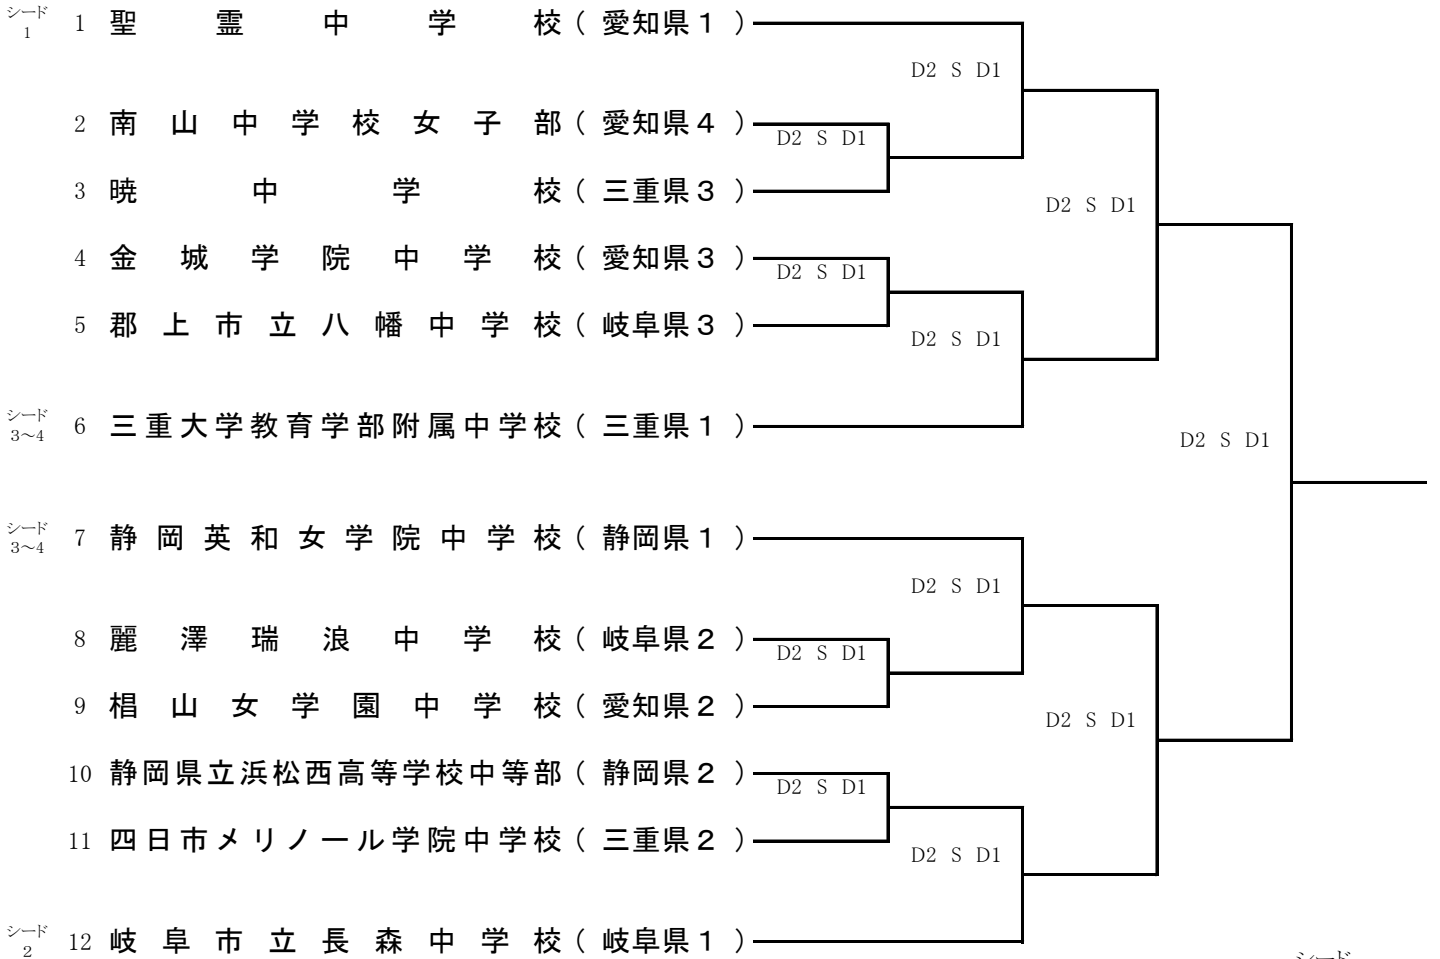 シード
1
1 聖霊中学校(愛知県1)
D2 S D1
2 南山中学校女子部(愛知県4)
D2 S D1
3 暁中学校(三重県3)
D2 S D1
4 金城学院中学校(愛知県3)
D2 S D1
5 郡上市立八幡中学校(岐阜県3)
D2 S D1
シード
3~4
6 三重大学教育学部附属中学校(三重県1)
D2 S D1
シード
3~4
7 静岡英和女学院中学校(静岡県1)
D2 S D1
8 麗澤瑞浪中学校(岐阜県2)
D2 S D1
9 椙山女学園中学校(愛知県2)
D2 S D1
10 静岡県立浜松西高等学校中等部(静岡県2)
D2 S D1
11 四日市メリノール学院中学校(三重県2)
D2 S D1
シード
2
12 岐阜市立長森中学校(岐阜県1)
シード